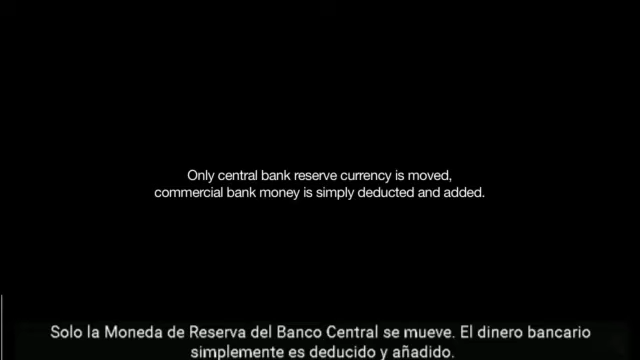 Only central bank reserve currency is moved,
commercial bank money is simply deducted and added.
Solo la Moneda de Reserva del Banco Central se mueve. El dinero bancario
simplemente es deducido y añadido.